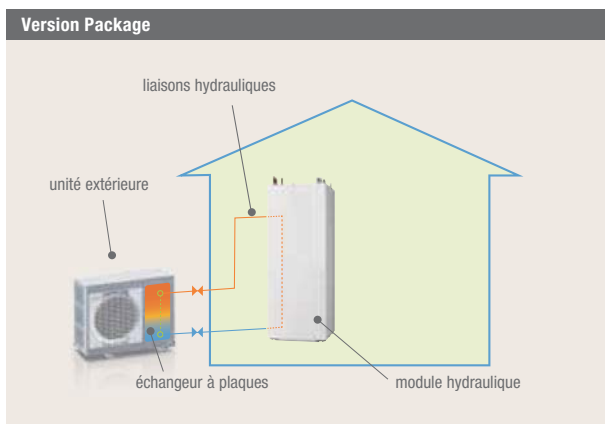 Version Package
liaisons hydrauliques
unité extérieure
échangeur à plaques
module hydraulique